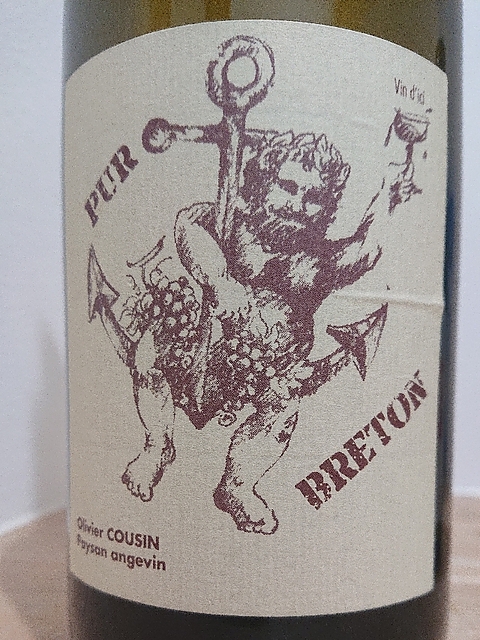 Vin d'ici
PUR
BRETON
Olivier COUSIN
Paysan angevin